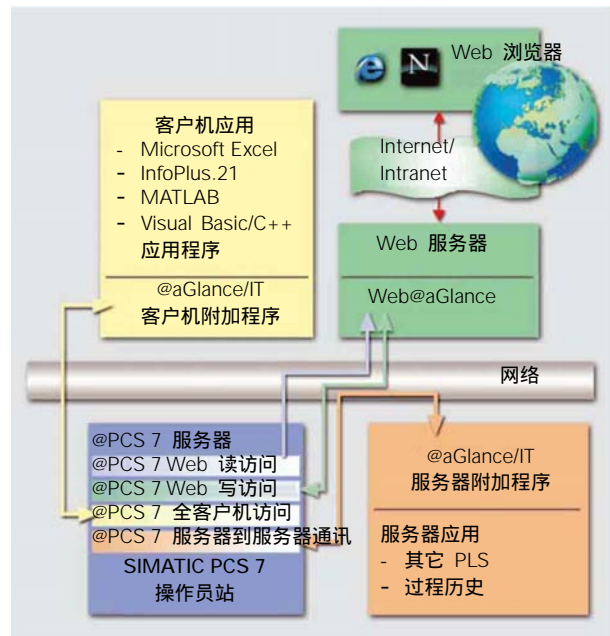 Web 浏览器
N
Internet/
Intranet
Web 服务器
Web@aGlance
客户机应用
- Microsoft Excel
- InfoPlus.21
- MATLAB
- Visual Basic/C++
应用程序
@aGlance/IT
客户机附加程序
网络
@PCS 7 服务器
@PCS 7 Web 读访问
@PCS 7 Web 写访问
@PCS 7 全客户机访问
@PCS 7 服务器到服务器通讯
SIMATIC PCS 7
操作员站
@aGlance/IT
服务器附加程序
服务器应用
- 其它 PLS
- 过程历史